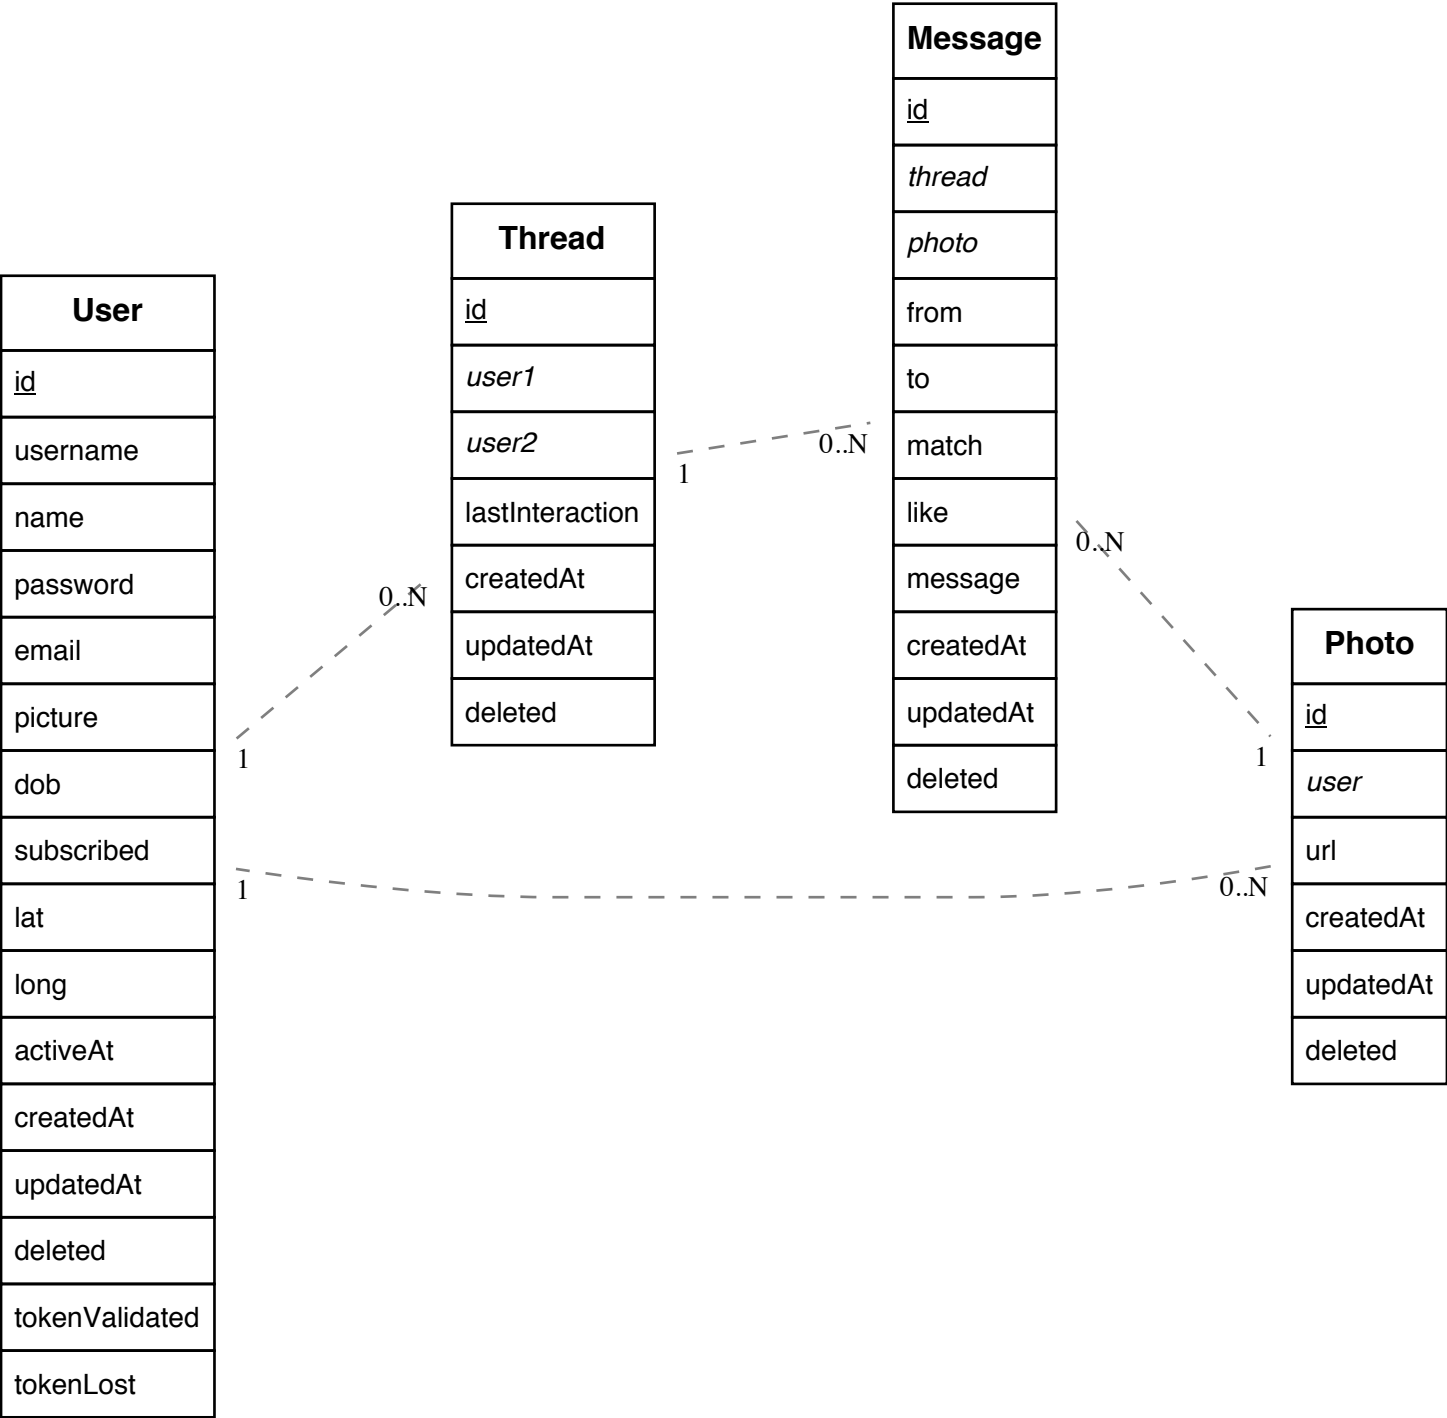 User
id
username
name
password
email
picture
dob
subscribed
lat
long
activeAt
createdAt
updatedAt
deleted
tokenValidated
tokenLost
1
0..N
1
0..N
Thread
id
user1
user2
lastInteraction
createdAt
updatedAt
deleted
1
0..N
Message
id
thread
photo
from
to
match
like
message
createdAt
updatedAt
deleted
0..N
1
Photo
id
user
url
createdAt
updatedAt
deleted